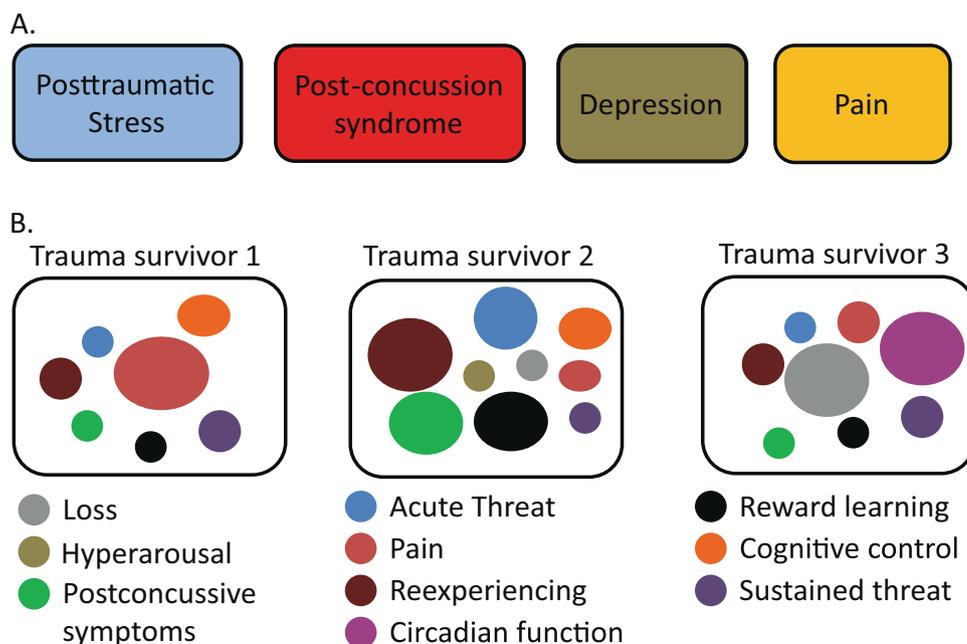 A.
Posttraumatic
Stress
Post-concussion
syndrome
Depression
Pain
B.
Trauma survivor 1
Trauma survivor 2
Trauma survivor 3
Loss
Hyperarousal
Postconcussive
symptoms
Acute Threat
Pain
Reexperiencing
Circadian function
Reward learning
Cognitive control
Sustained threat